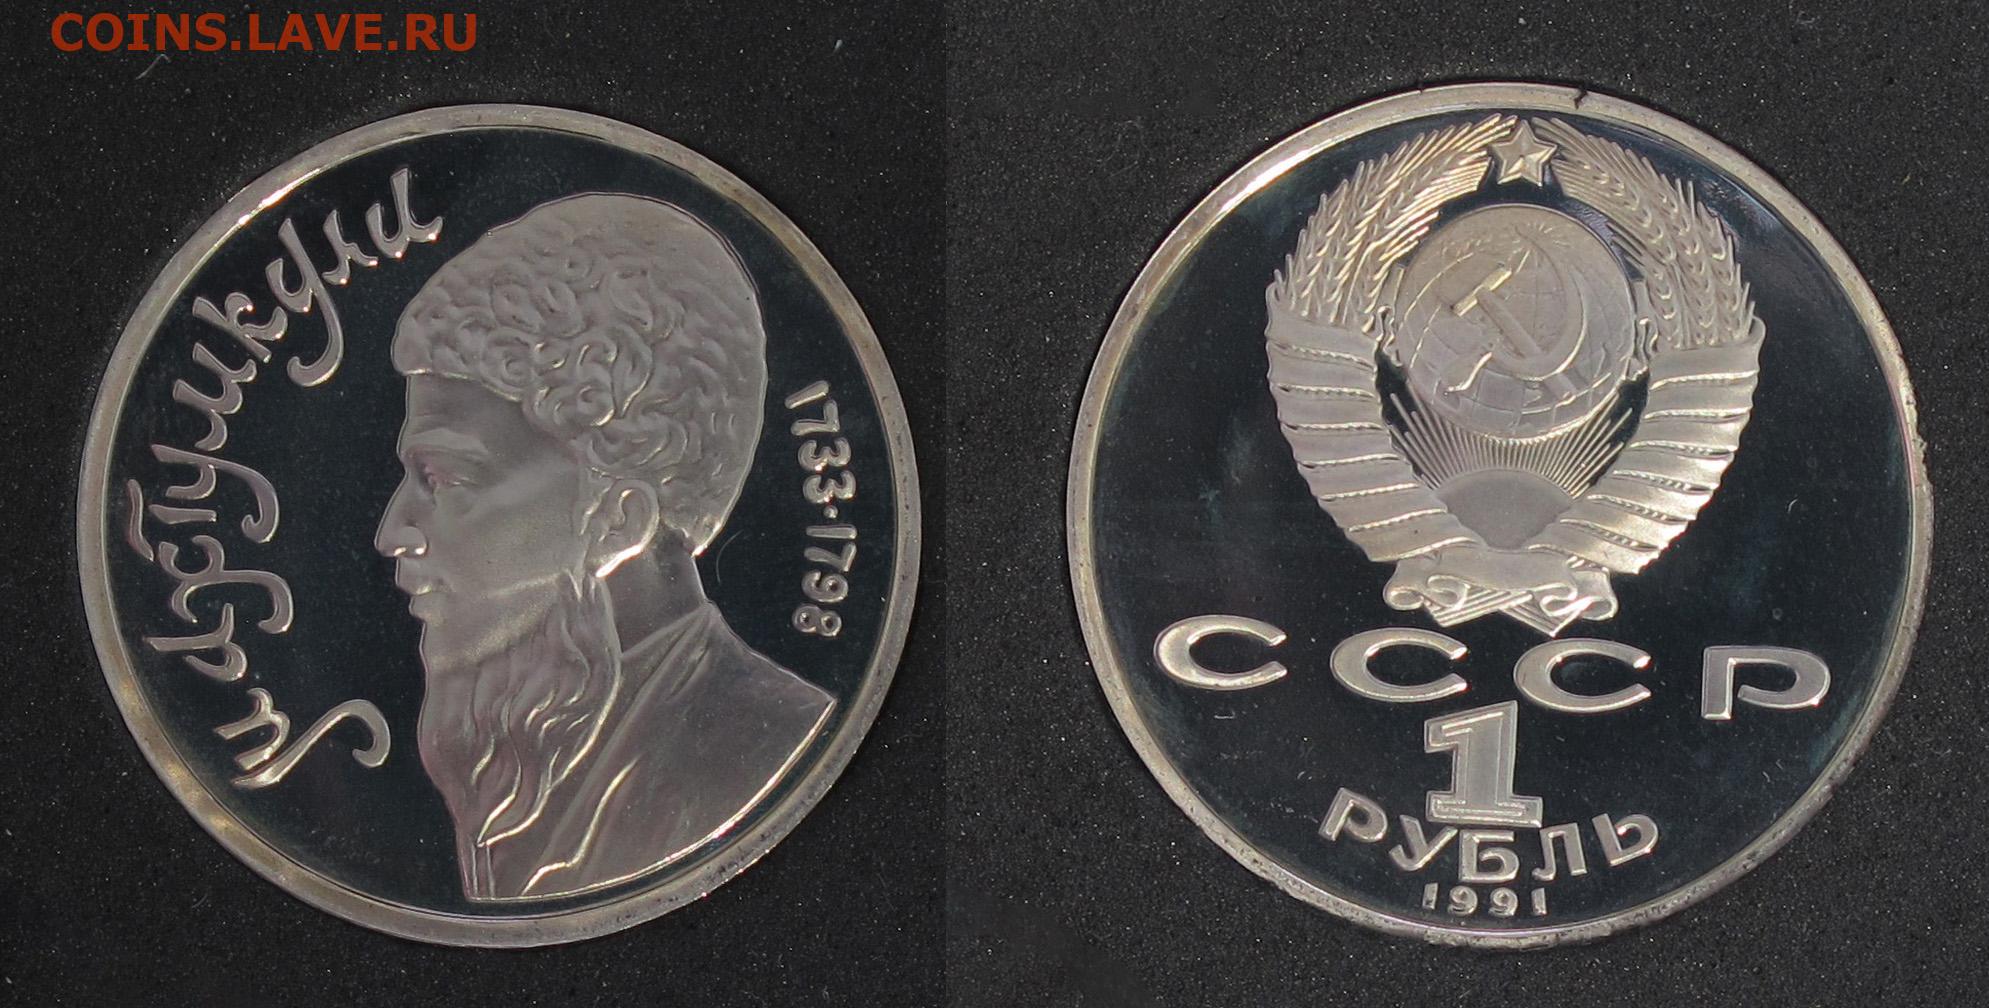 COINS.LAVE.RU
Махтумкули
1733·1798
СССР
1
РУБЛЬ
1991